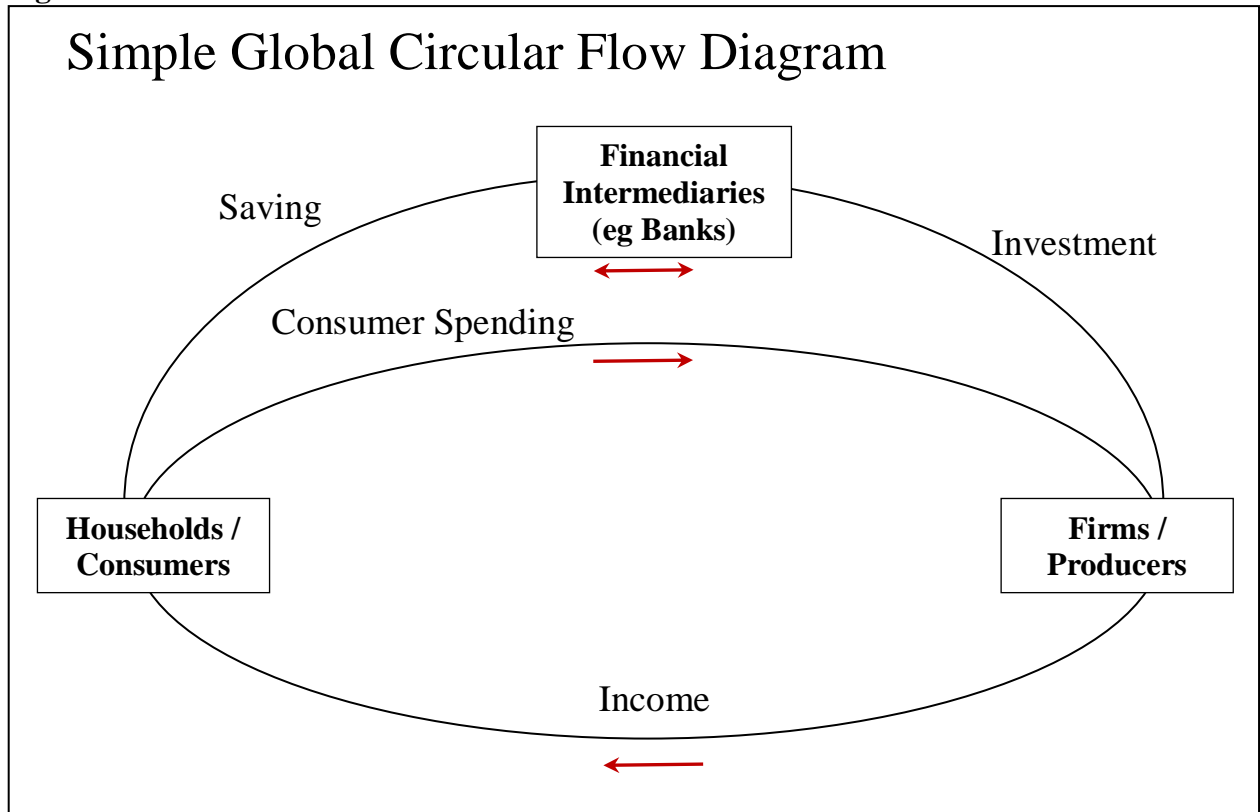 Simple Global Circular Flow Diagram
Financial
Intermediaries
(eg Banks)
Saving
Investment
Consumer Spending
Households /
Consumers
Firms /
Producers
Income